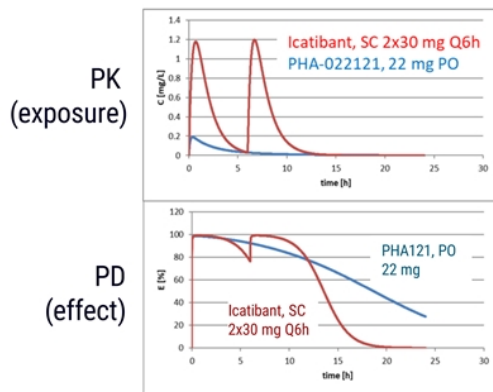 PK
(exposure)
C [mg/L]
1.4
1.2
1
0.8
0.6
0.4
0.2
0
Icatibant, SC 2x30 mg Q6h
PHA-022121, 22 mg PO
0 5 10 15 20 25 30
time [h]
PD
(effect)
E [%]
120
100
80
60
40
20
0
PHA121, PO
22 mg
Icatibant, SC
2x30 mg Q6h
0 5 10 15 20 25 30
time [h]